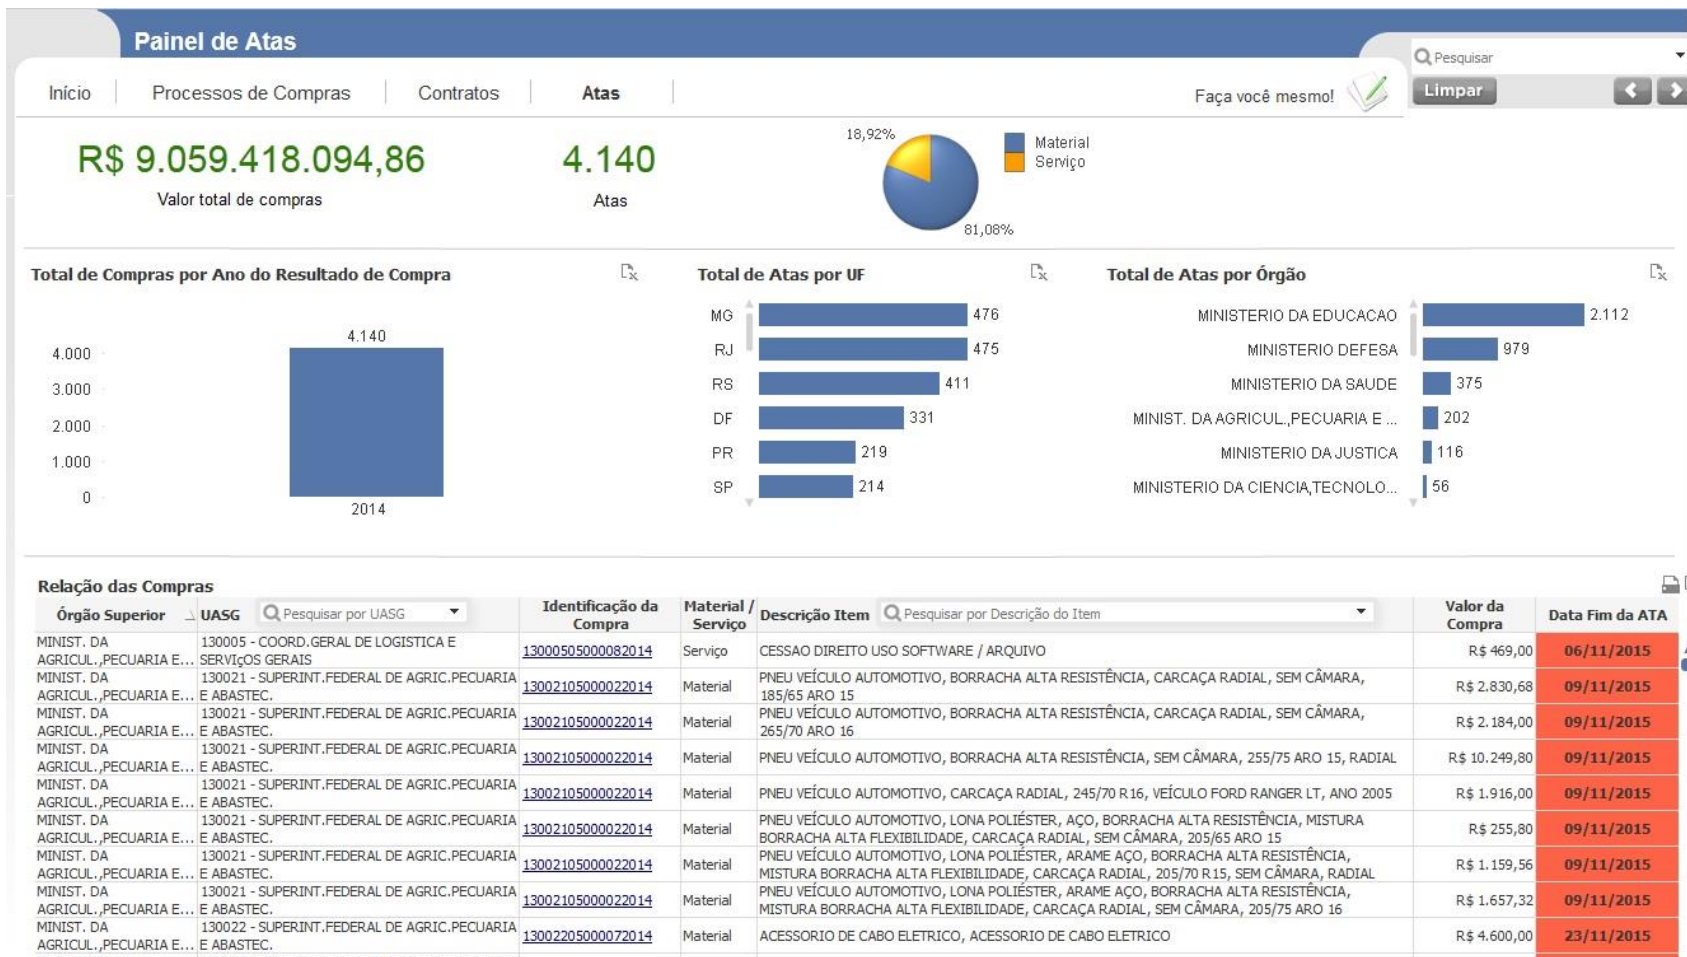 Painel de Atas
Pesquisar
Início
Processos de Compras
Contratos
Atas
Faça você mesmo!
Limpar
R$ 9.059.418.094,86
Valor total de compras
4.140
Atas
18,92%
81,08%
Material
Serviço
Total de Compras por Ano do Resultado de Compra
4.140
4.000
3.000
2.000
1.000
0
2014
Total de Atas por UF
MG 476
RJ 475
RS 411
DF 331
PR 219
SP 214
Total de Atas por Órgão
MINISTERIO DA EDUCACAO 2.112
MINISTERIO DEFESA 979
MINISTERIO DA SAUDE 375
MINIST. DA AGRICUL.,PECUARIA E ... 202
MINISTERIO DA JUSTICA 116
MINISTERIO DA CIENCIA,TECNOLO... 56
Relação das Compras
Órgão Superior UASG Pesquisar por UASG Identificação da Compra Material / Serviço Descrição Item Pesquisar por Descrição do Item Valor da Compra Data Fim da ATA
MINIST. DA AGRICUL.,PECUARIA E... 130005 - COORD.GERAL DE LOGISTICA E SERVIçOS GERAIS 13000505000082014 Serviço CESSAO DIREITO USO SOFTWARE / ARQUIVO R$ 469,00 06/11/2015
MINIST. DA AGRICUL.,PECUARIA E... 130021 - SUPERINT.FEDERAL DE AGRIC.PECUARIA E ABASTEC. 13002105000022014 Material PNEU VEÍCULO AUTOMOTIVO, BORRACHA ALTA RESISTÊNCIA, CARCAÇA RADIAL, SEM CÂMARA, 185/65 ARO 15 R$ 2.830,68 09/11/2015
MINIST. DA AGRICUL.,PECUARIA E... 130021 - SUPERINT.FEDERAL DE AGRIC.PECUARIA E ABASTEC. 13002105000022014 Material PNEU VEÍCULO AUTOMOTIVO, BORRACHA ALTA RESISTÊNCIA, CARCAÇA RADIAL, SEM CÂMARA, 265/70 ARO 16 R$ 2.184,00 09/11/2015
MINIST. DA AGRICUL.,PECUARIA E... 130021 - SUPERINT.FEDERAL DE AGRIC.PECUARIA E ABASTEC. 13002105000022014 Material PNEU VEÍCULO AUTOMOTIVO, BORRACHA ALTA RESISTÊNCIA, SEM CÂMARA, 255/75 ARO 15, RADIAL R$ 10.249,80 09/11/2015
MINIST. DA AGRICUL.,PECUARIA E... 130021 - SUPERINT.FEDERAL DE AGRIC.PECUARIA E ABASTEC. 13002105000022014 Material PNEU VEÍCULO AUTOMOTIVO, CARCAÇA RADIAL, 245/70 R16, VEÍCULO FORD RANGER LT, ANO 2005 R$ 1.916,00 09/11/2015
MINIST. DA AGRICUL.,PECUARIA E... 130021 - SUPERINT.FEDERAL DE AGRIC.PECUARIA E ABASTEC. 13002105000022014 Material PNEU VEÍCULO AUTOMOTIVO, LONA POLIÉSTER, AÇO, BORRACHA ALTA RESISTÊNCIA, MISTURA BORRACHA ALTA FLEXIBILIDADE, CARCAÇA RADIAL, SEM CÂMARA, 205/65 ARO 15 R$ 255,80 09/11/2015
MINIST. DA AGRICUL.,PECUARIA E... 130021 - SUPERINT.FEDERAL DE AGRIC.PECUARIA E ABASTEC. 13002105000022014 Material PNEU VEÍCULO AUTOMOTIVO, LONA POLIÉSTER, ARAME AÇO, BORRACHA ALTA RESISTÊNCIA, MISTURA BORRACHA ALTA FLEXIBILIDADE, CARCAÇA RADIAL, 205/70 R15, SEM CÂMARA, RADIAL R$ 1.159,56 09/11/2015
MINIST. DA AGRICUL.,PECUARIA E... 130021 - SUPERINT.FEDERAL DE AGRIC.PECUARIA E ABASTEC. 13002105000022014 Material PNEU VEÍCULO AUTOMOTIVO, LONA POLIÉSTER, ARAME AÇO, BORRACHA ALTA RESISTÊNCIA, MISTURA BORRACHA ALTA FLEXIBILIDADE, CARCAÇA RADIAL, SEM CÂMARA, 205/75 ARO 16 R$ 1.657,32 09/11/2015
MINIST. DA AGRICUL.,PECUARIA E... 130022 - SUPERINT.FEDERAL DE AGRIC.PECUARIA E ABASTEC. 13002205000072014 Material ACESSORIO DE CABO ELETRICO, ACESSORIO DE CABO ELETRICO R$ 4.600,00 23/11/2015